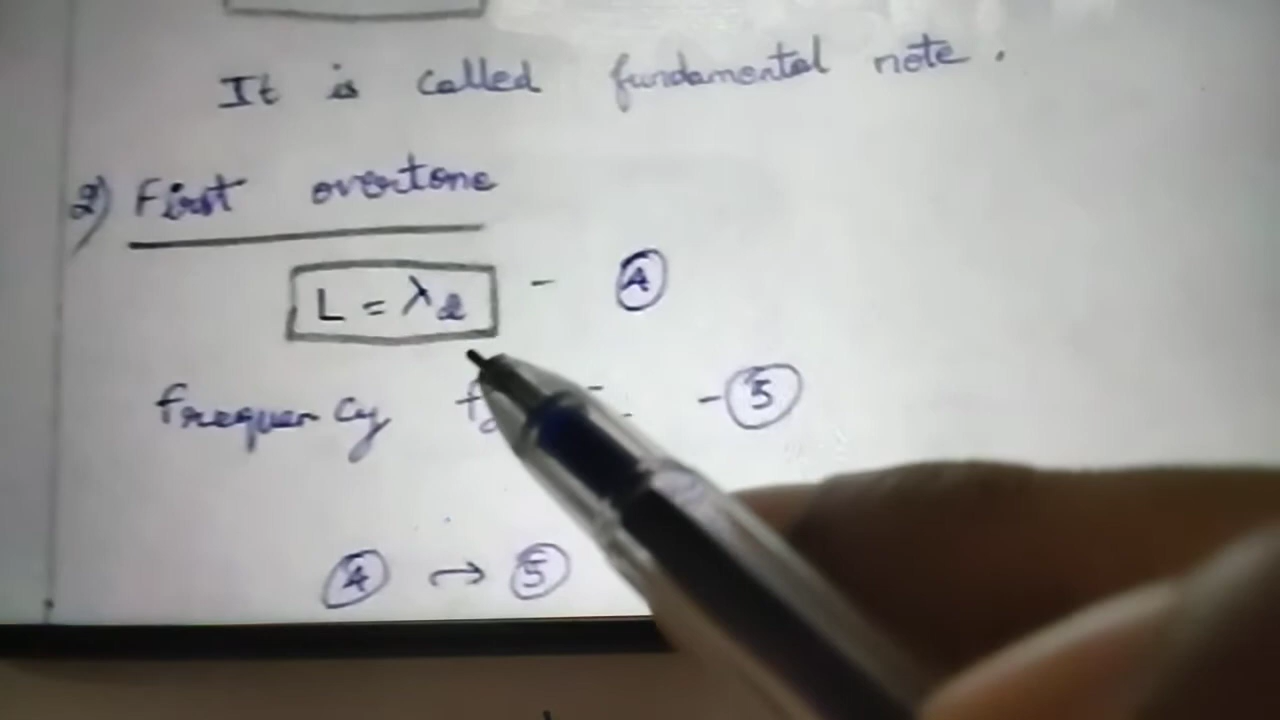 It is called fundamental note.
2) First overtone
L = λ2 - 4
frequency f - 5
4 → 5